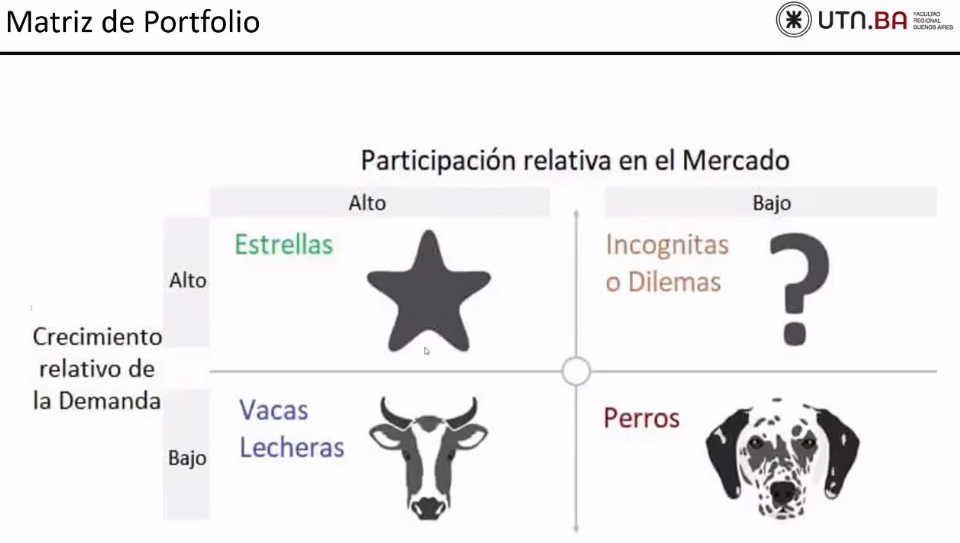 Matriz de Portfolio
UTN.BA
FACULTAD
REGIONAL
BUENOS AIRES
Participación relativa en el Mercado
Alto
Bajo
Alto
Estrellas
Incognitas
o Dilemas
Crecimiento
relativo de
la Demanda
Bajo
Vacas
Lecheras
Perros